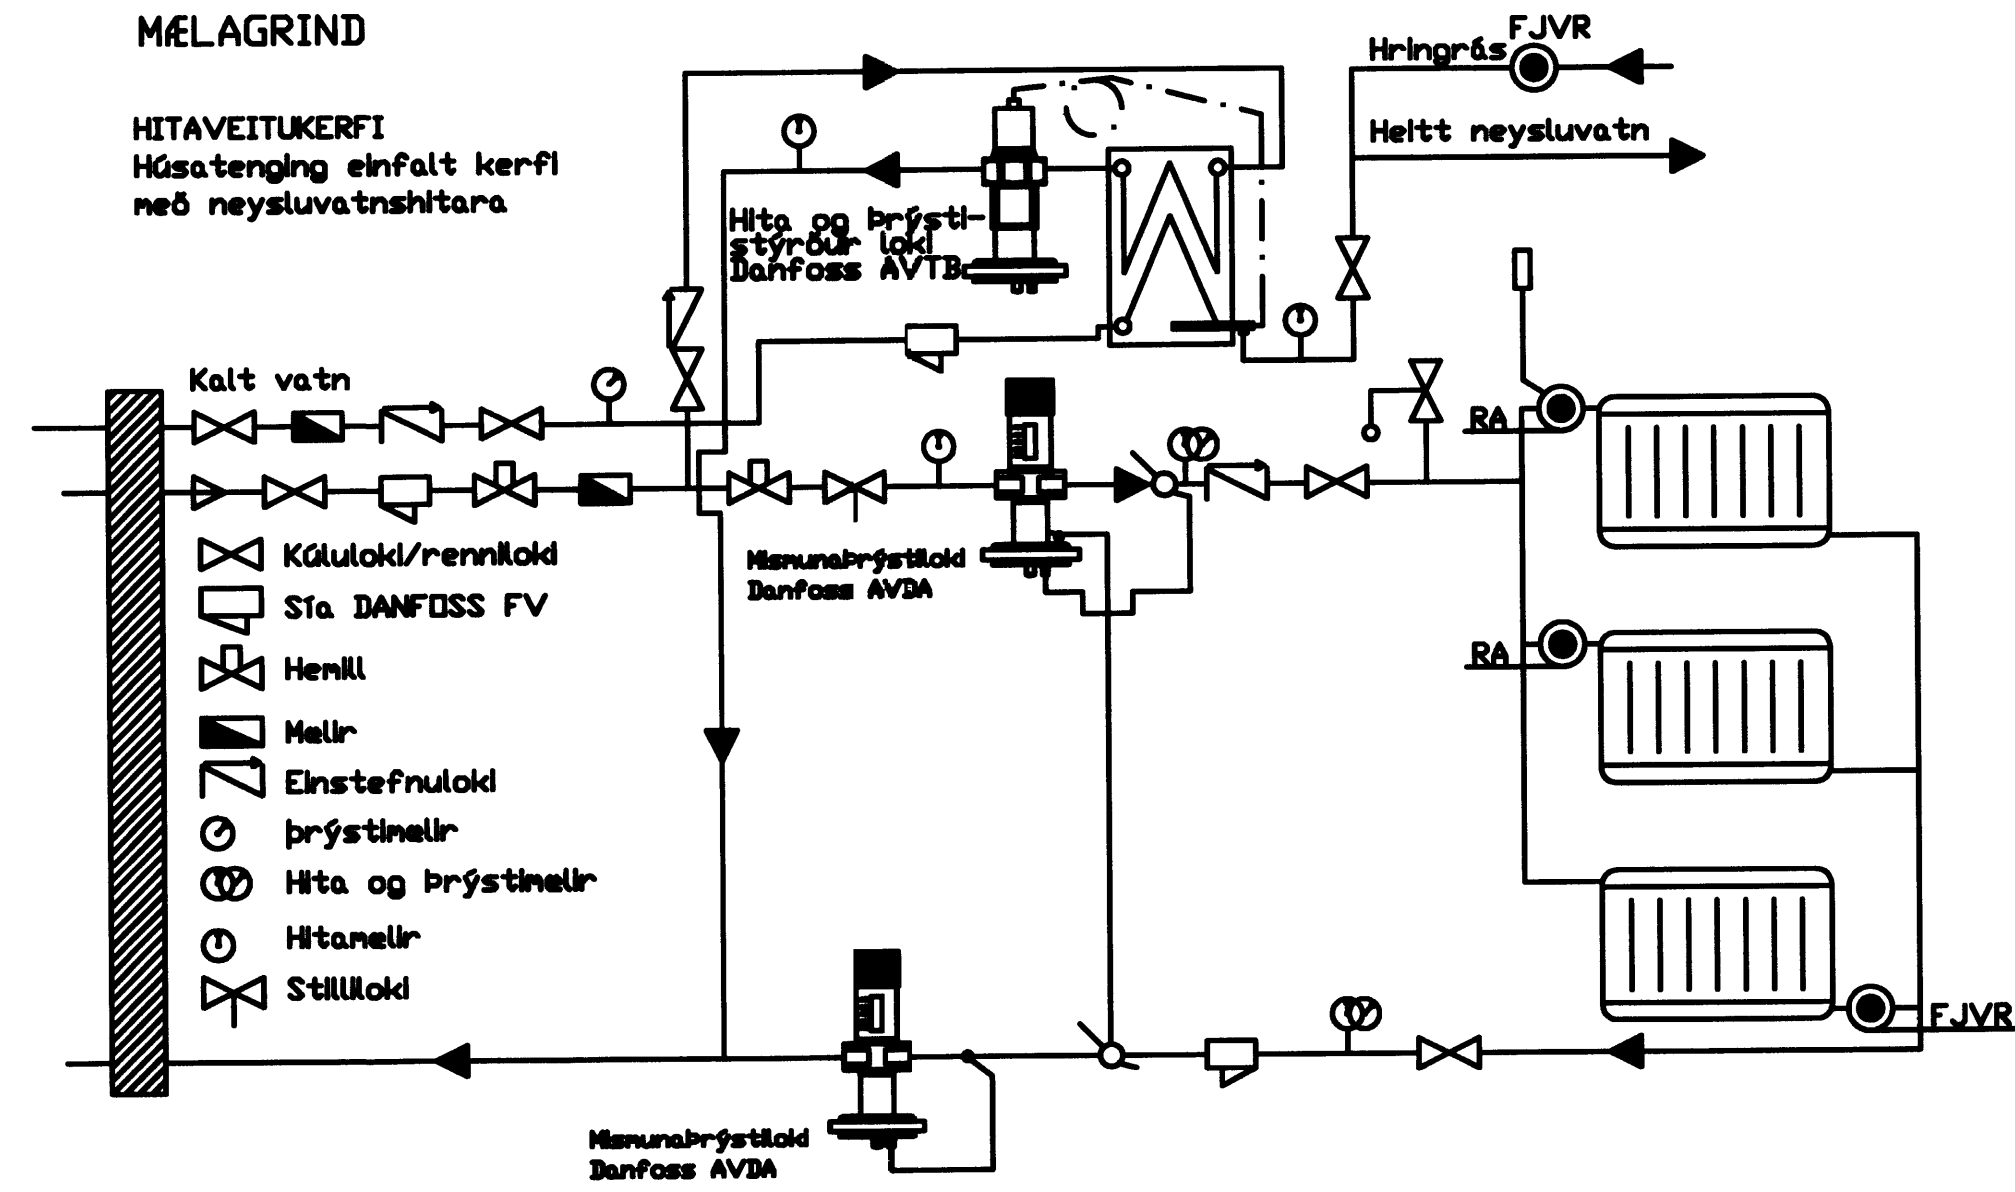 MÆLAGRIND
HITAVEITUKERFI
Húsatenging einfalt kerfi
með neysluvatnshitara
FJVR
Hringrás
Heitt neysluvatn
Hita og Þrýsti-
stýrður loki
Danfoss AVTB
Kalt vatn
RA
Kúluloki/renniloki
Sía DANFOSS FV
Hemill
Mælir
Einstefnuloki
Þrýstimælir
Hita og Þrýstimælir
Hitamælir
Stilliloki
MismunaÞrýstiloki
Danfoss AVDA
RA
FJVR
MismunaÞrýstiloki
Danfoss AVDA